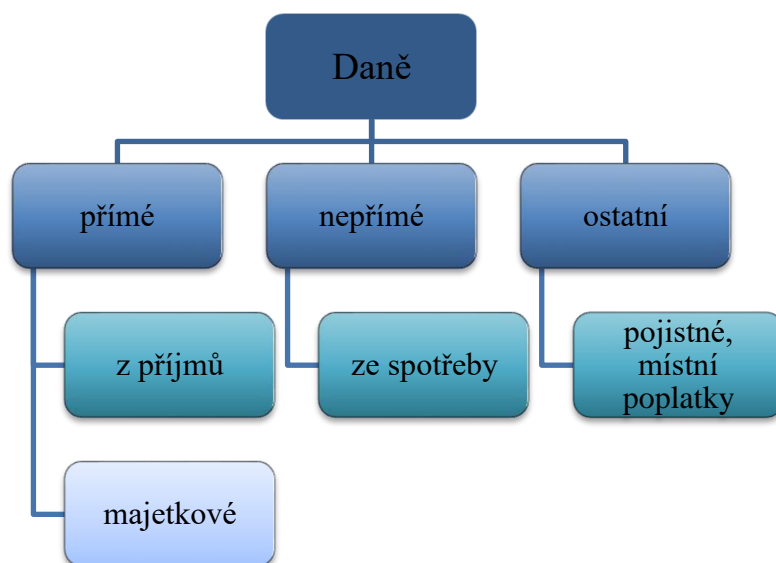 Daně
přímé
nepřímé
ostatní
z příjmů
ze spotřeby
pojistné,
místní
poplatky
majetkové